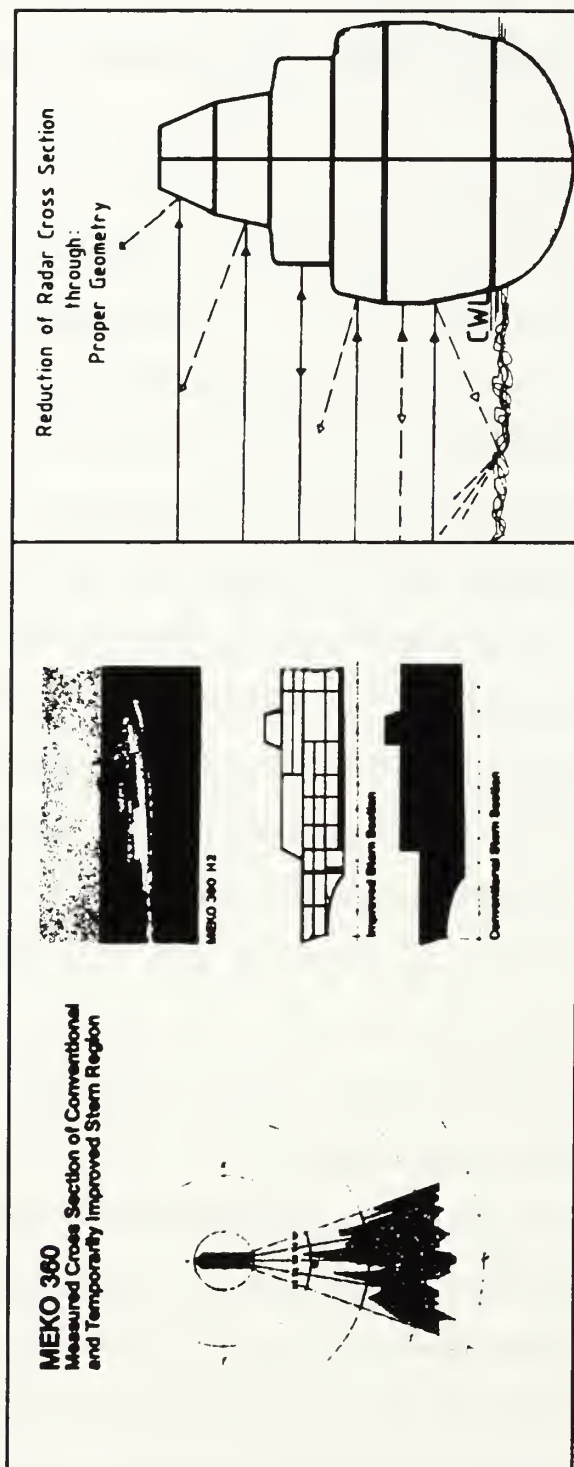 MEKO 360
Measured Cross Section of Conventional
and Temporarily Improved Stern Region
MEKO 360 H2
Improved Stern Section
Conventional Stern Section
Reduction of Radar Cross Section
through:
Proper Geometry
CWL